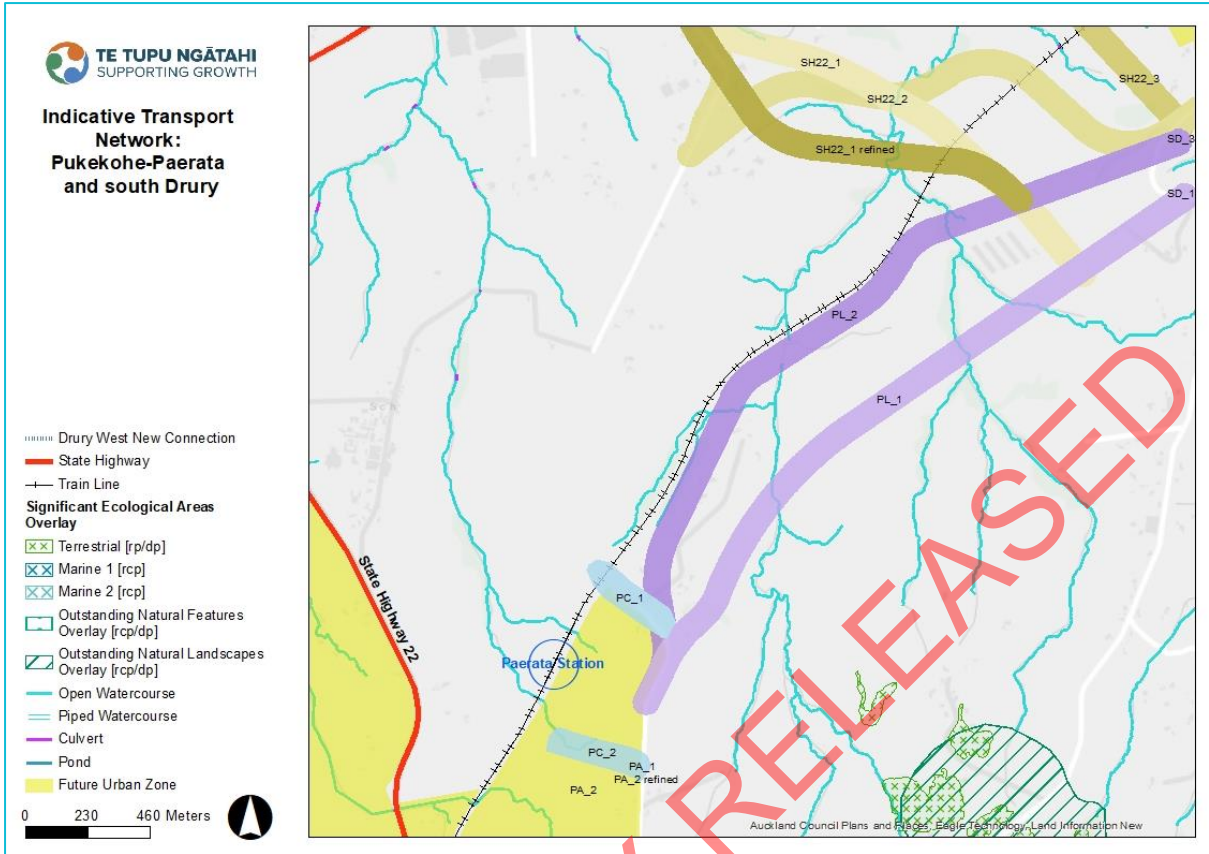 TE TUPU NGĀTAHI
SUPPORTING GROWTH
Indicative Transport
Network:
Pukekohe-Paerata
and south Drury
Drury West New Connection
State Highway
Train Line
Significant Ecological Areas
Overlay
Terrestrial [rp/dp]
Marine 1 [rcp]
Marine 2 [rcp]
Outstanding Natural Features
Overlay [rcp/dp]
Outstanding Natural Landscapes
Overlay [rcp/dp]
Open Watercourse
Piped Watercourse
Culvert
Pond
Future Urban Zone
0 230 460 Meters
SH22_1
SH22_2
SH22_3
SH22_1 refined
SD_3
SD_1
PL_2
PL_1
PC_1
State Highway 22
Paerata Station
PC_2
PA_1
PA_2 refined
PA_2
Auckland Council Plans and Places, Eagle Technology, Land Information New
RELEASED